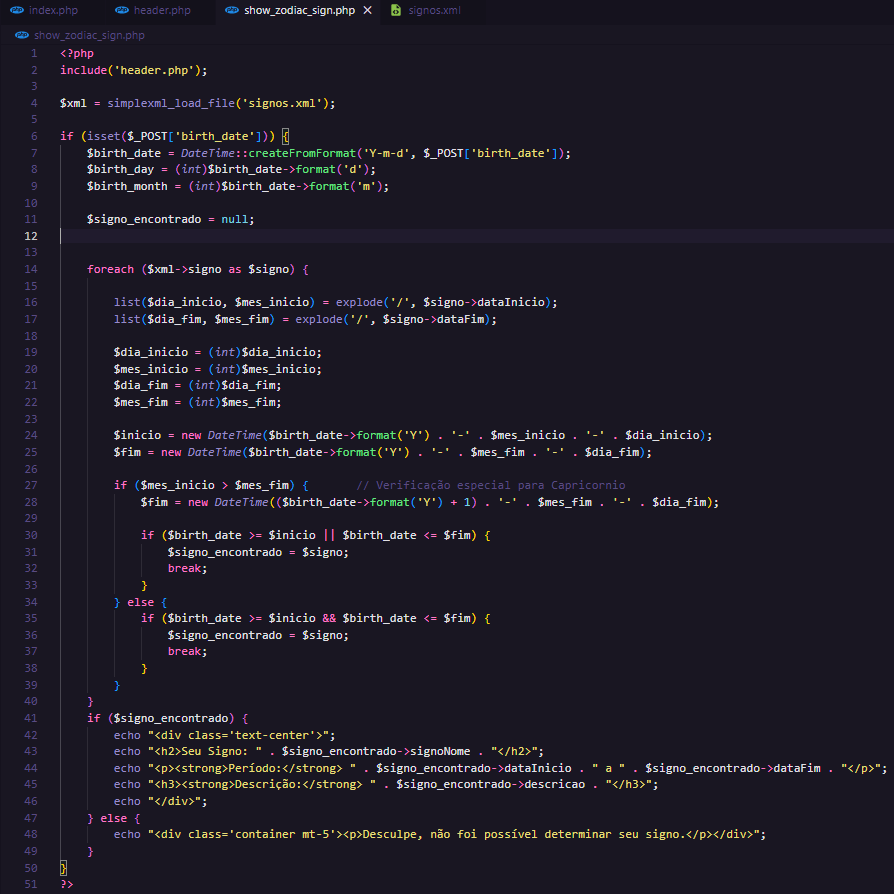 index.php header.php show_zodiac_sign.php × signos.xml
show_zodiac_sign.php
1 <?php
2 include('header.php');
3
4 $xml = simplexml_load_file('signos.xml');
5
6 if (isset($_POST['birth_date'])) {
7 $birth_date = DateTime::createFromFormat('Y-m-d', $_POST['birth_date']);
8 $birth_day = (int)$birth_date->format('d');
9 $birth_month = (int)$birth_date->format('m');
10
11 $signo_encontrado = null;
12
13
14 foreach ($xml->signo as $signo) {
15
16 list($dia_inicio, $mes_inicio) = explode('/', $signo->dataInicio);
17 list($dia_fim, $mes_fim) = explode('/', $signo->dataFim);
18
19 $dia_inicio = (int)$dia_inicio;
20 $mes_inicio = (int)$mes_inicio;
21 $dia_fim = (int)$dia_fim;
22 $mes_fim = (int)$mes_fim;
23
24 $inicio = new DateTime($birth_date->format('Y') . '-' . $mes_inicio . '-' . $dia_inicio);
25 $fim = new DateTime($birth_date->format('Y') . '-' . $mes_fim . '-' . $dia_fim);
26
27 if ($mes_inicio > $mes_fim) { // Verificação especial para Capricornio
28 $fim = new DateTime(($birth_date->format('Y') + 1) . '-' . $mes_fim . '-' . $dia_fim);
29
30 if ($birth_date >= $inicio || $birth_date <= $fim) {
31 $signo_encontrado = $signo;
32 break;
33 }
34 } else {
35 if ($birth_date >= $inicio && $birth_date <= $fim) {
36 $signo_encontrado = $signo;
37 break;
38 }
39 }
40 }
41 if ($signo_encontrado) {
42 echo "<div class='text-center'>";
43 echo "<h2>Seu Signo: " . $signo_encontrado->signoNome . "</h2>";
44 echo "<p><strong>Período:</strong> " . $signo_encontrado->dataInicio . " a " . $signo_encontrado->dataFim . "</p>";
45 echo "<h3><strong>Descrição:</strong> " . $signo_encontrado->descricao . "</h3>";
46 echo "</div>";
47 } else {
48 echo "<div class='container mt-5'><p>Desculpe, não foi possível determinar seu signo.</p></div>";
49 }
50 }
51 ?>